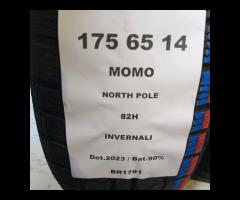 175 65 14
MOMO
NORTH POLE
82H
INVERNALI
Dot.2023 / Bat.90%
BR1781